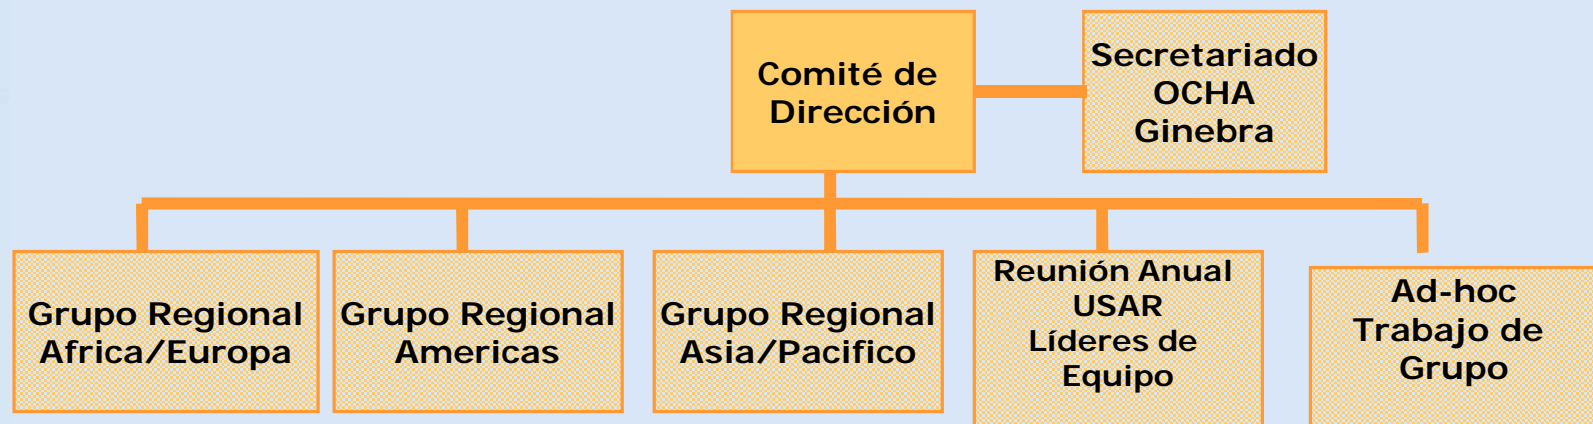 Comité de
Dirección
Secretariado
OCHA
Ginebra
Grupo Regional
Africa/Europa
Grupo Regional
Americas
Grupo Regional
Asia/Pacifico
Reunión Anual
USAR
Líderes de
Equipo
Ad-hoc
Trabajo de
Grupo